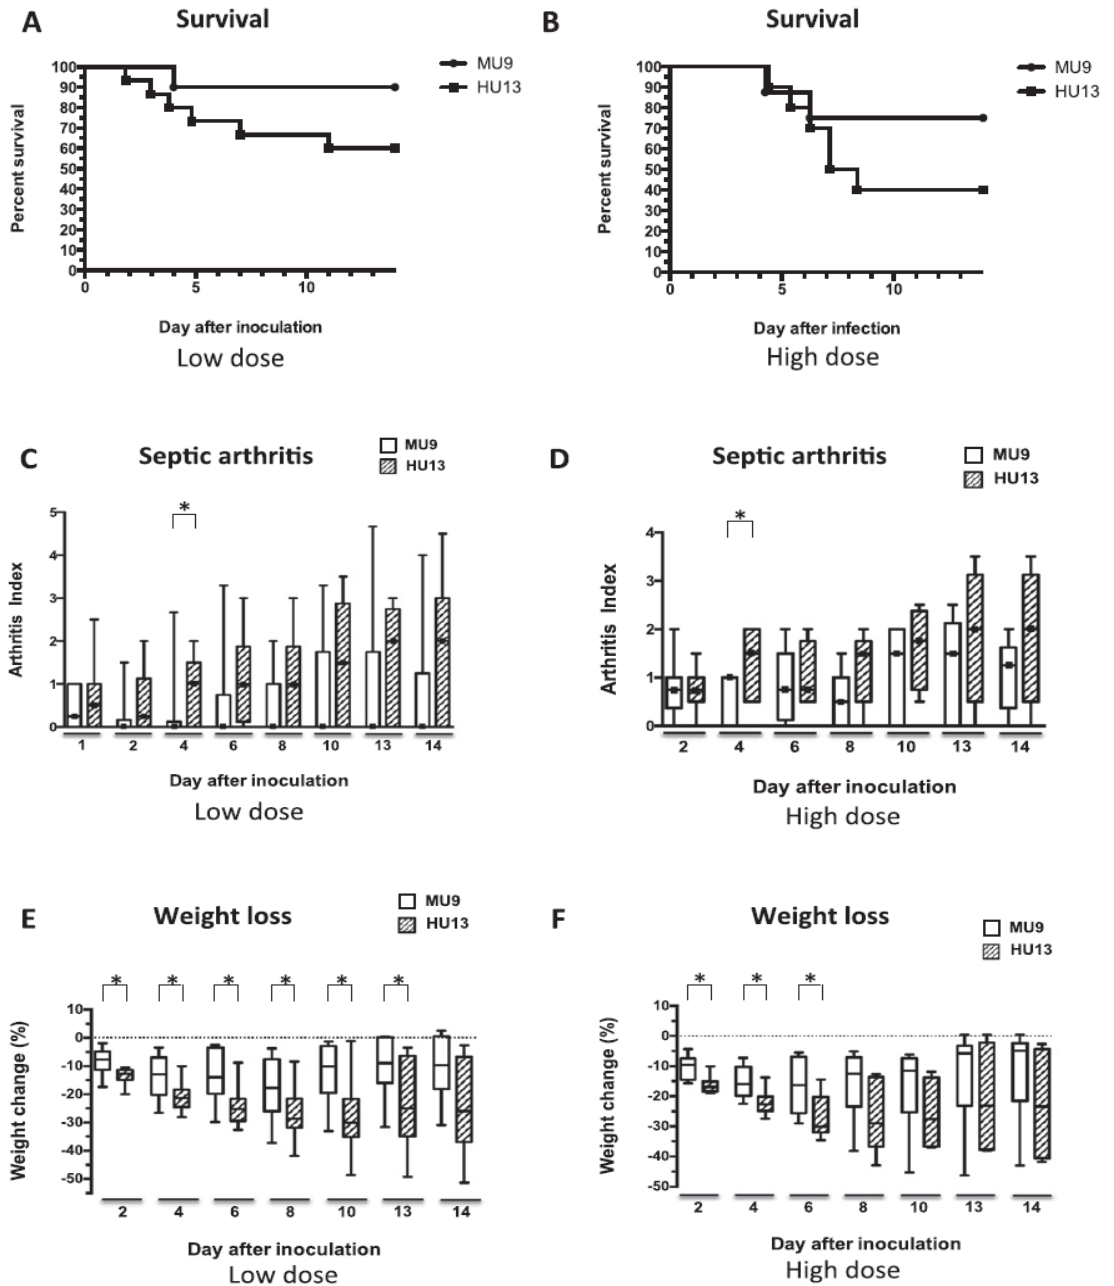 A
Survival
MU9
HU13
Percent survival
100
90
80
70
60
50
40
30
20
10
0
0 5 10
Day after inoculation
Low dose
B
Survival
MU9
HU13
Percent survival
100
90
80
70
60
50
40
30
20
10
0
0 5 10
Day after infection
High dose
C
Septic arthritis
MU9
HU13
*
Arthritis Index
5
4
3
2
1
0
1 2 4 6 8 10 13 14
Day after inoculation
Low dose
D
Septic arthritis
MU9
HU13
*
Arthritis Index
4
3
2
1
0
2 4 6 8 10 13 14
Day after inoculation
High dose
E
Weight loss
MU9
HU13
* * * * * *
Weight change (%)
10
0
-10
-20
-30
-40
-50
2 4 6 8 10 13 14
Day after inoculation
Low dose
F
Weight loss
MU9
HU13
* * *
Weight change (%)
10
0
-10
-20
-30
-40
-50
2 4 6 8 10 13 14
Day after inoculation
High dose